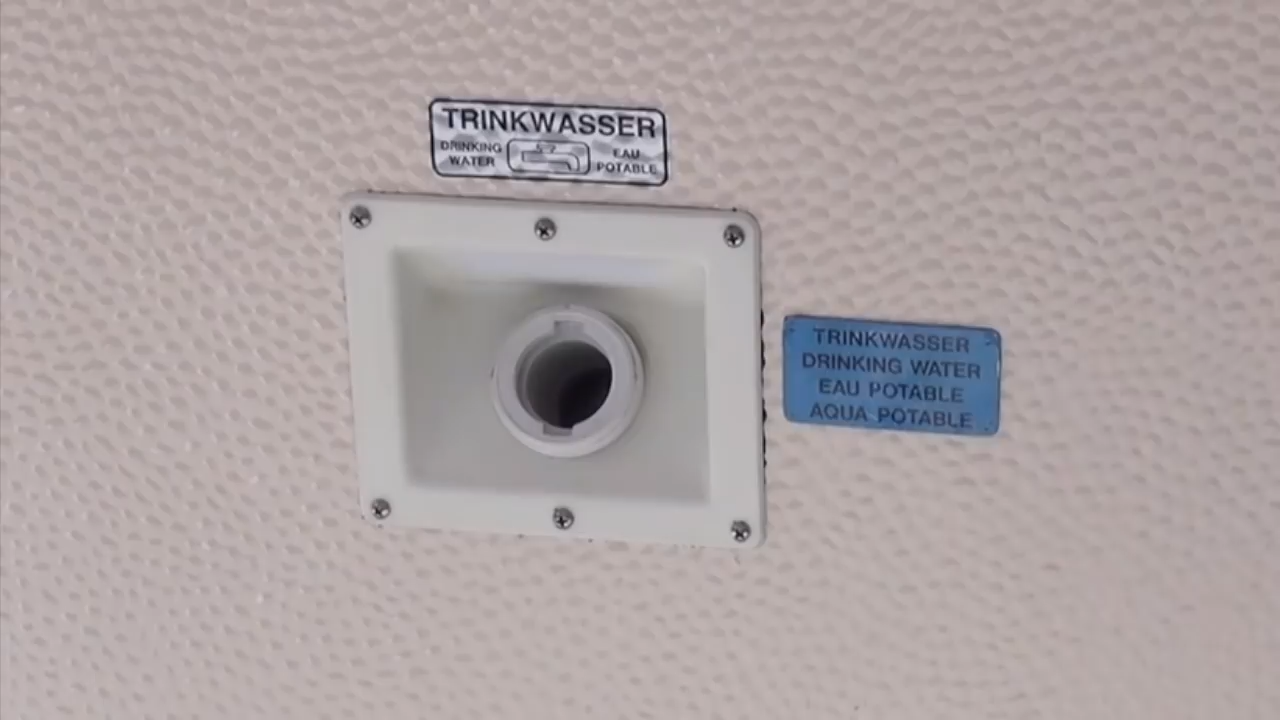 TRINKWASSER
DRINKING WATER
EAU POTABLE
TRINKWASSER
DRINKING WATER
EAU POTABLE
AQUA POTABLE